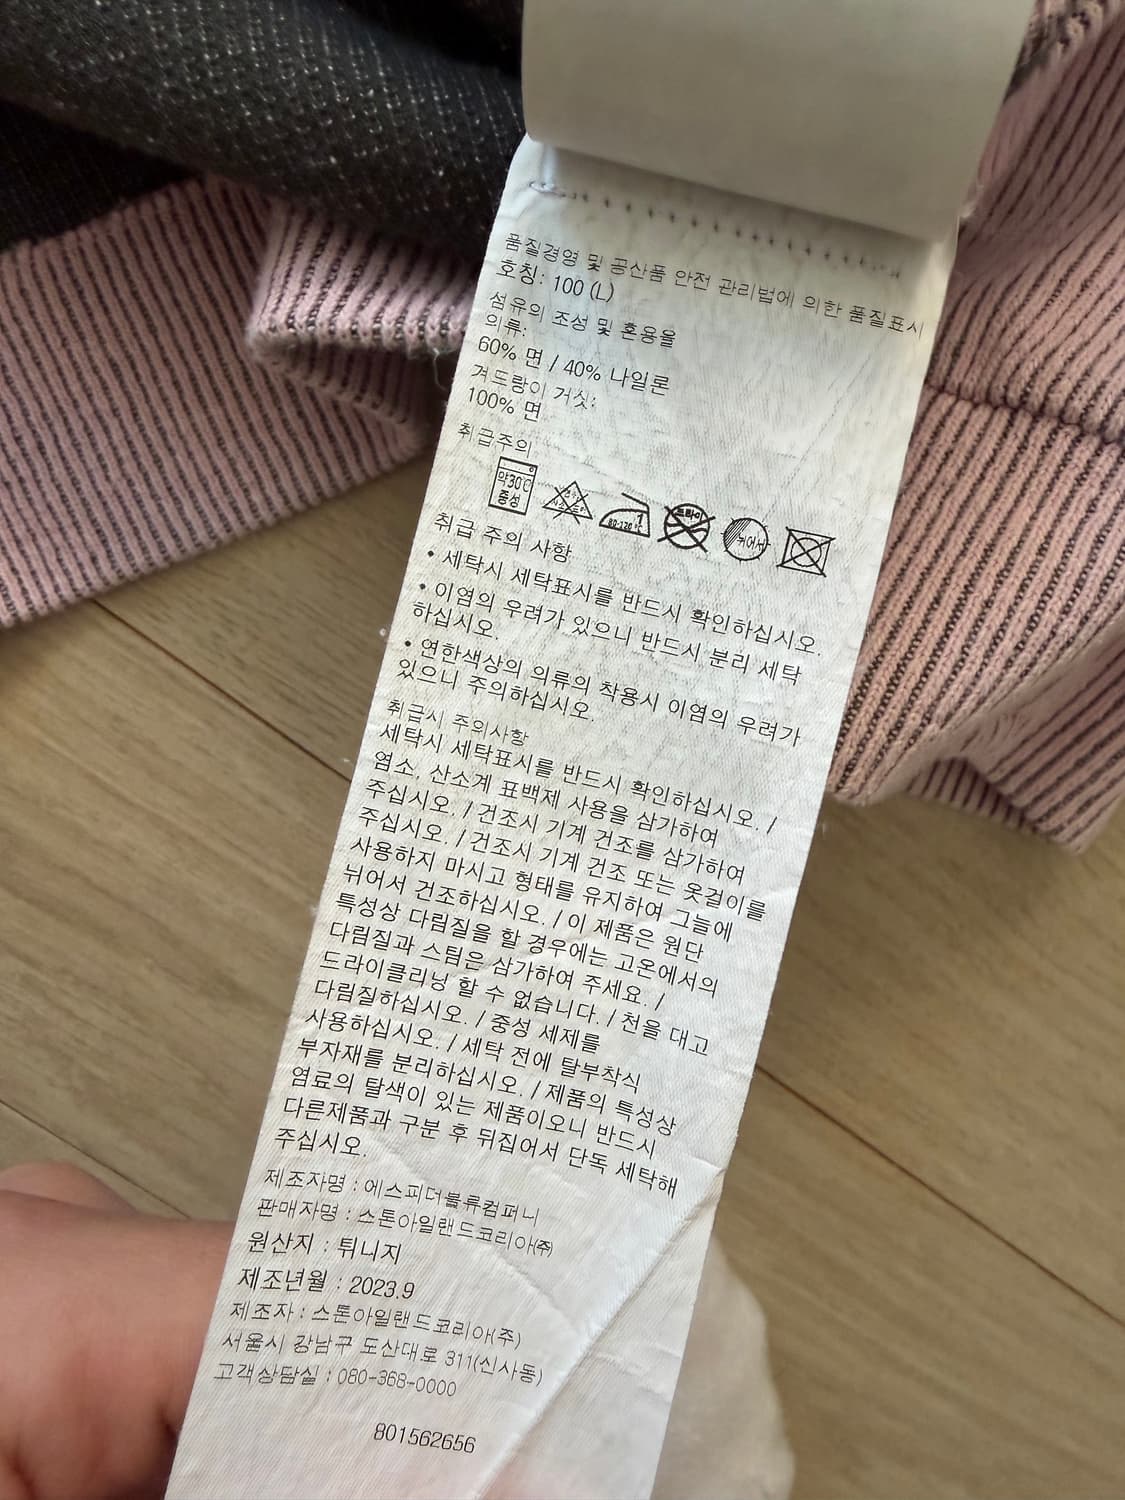 품질경영 및 공산품 안전 관리법에 의한 품질표시
호칭: 100 (L)
섬유의 조성 및 혼용율
의류:
60% 면 / 40% 나일론
겨드랑이 거싯:
100% 면
취급주의
약30℃
중성
80-120℃
1
드라이
뉘어서
취급 주의 사항
• 세탁시 세탁표시를 반드시 확인하십시오.
• 이염의 우려가 있으니 반드시 분리 세탁
하십시오.
• 연한색상의 의류의 착용시 이염의 우려가
있으니 주의하십시오.
취급시 주의사항
세탁시 세탁표시를 반드시 확인하십시오. /
염소, 산소계 표백제 사용을 삼가하여
주십시오. / 건조시 기계 건조를 삼가하여
주십시오. / 건조시 기계 건조 또는 옷걸이를
사용하지 마시고 형태를 유지하여 그늘에
뉘어서 건조하십시오. / 이 제품은 원단
특성상 다림질을 할 경우에는 고온에서의
다림질과 스팀은 삼가하여 주세요. /
드라이클리닝 할 수 없습니다. / 천을 대고
다림질하십시오. / 중성 세제를
사용하십시오. / 세탁 전에 탈부착식
부자재를 분리하십시오. / 제품의 특성상
염료의 탈색이 있는 제품이오니 반드시
다른제품과 구분 후 뒤집어서 단독 세탁해
주십시오.
제조자명 : 에스피더블류컴퍼니
판매자명 : 스톤아일랜드코리아㈜
원산지 : 튀니지
제조년월 : 2023.9
제조자 : 스톤아일랜드코리아(주)
서울시 강남구 도산대로 311(신사동)
고객상담실 : 080-368-0000
801562656